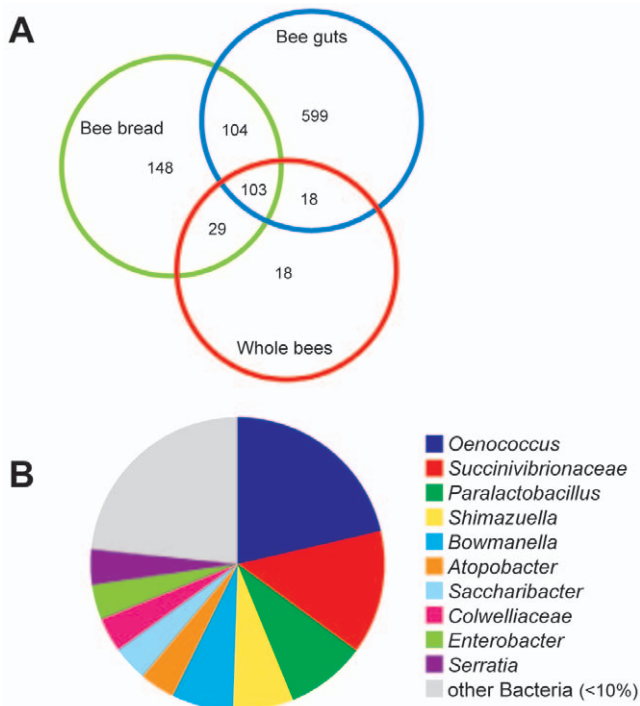 A
Bee guts
Bee bread
104
599
148
103
18
29
18
Whole bees
B
Oenococcus
Succinivibrionaceae
Paralactobacillus
Shimazuella
Bowmanella
Atopobacter
Saccharibacter
Colwelliaceae
Enterobacter
Serratia
other Bacteria (<10%)